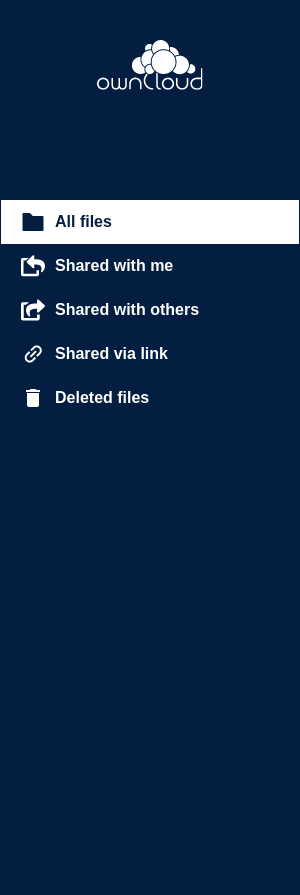 ownCloud
All files
Shared with me
Shared with others
Shared via link
Deleted files